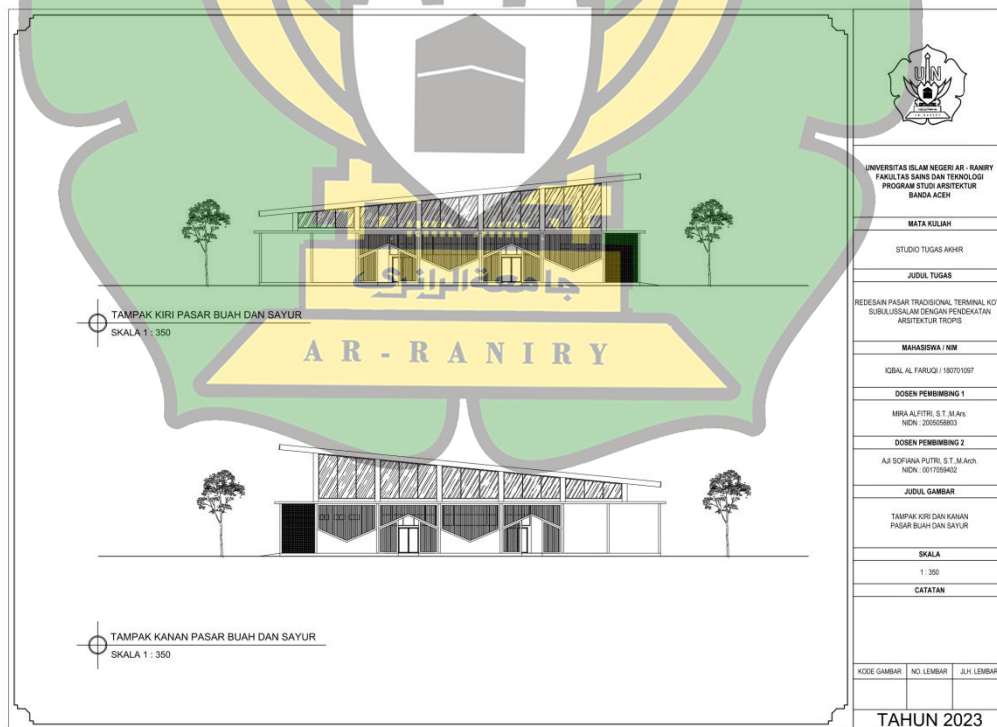 TAMPAK KIRI PASAR BUAH DAN SAYUR
SKALA 1 : 350
جامعة الرانري
AR - RANIRY
TAMPAK KANAN PASAR BUAH DAN SAYUR
SKALA 1 : 350
UIN
AR-RANIRY
UNIVERSITAS ISLAM NEGERI AR - RANIRY
FAKULTAS SAINS DAN TEKNOLOGI
PROGRAM STUDI ARSITEKTUR
BANDA ACEH
MATA KULIAH
STUDIO TUGAS AKHIR
JUDUL TUGAS
REDESAIN PASAR TRADISIONAL TERMINAL KOT
SUBULUSSALAM DENGAN PENDEKATAN
ARSITEKTUR TROPIS
MAHASISWA / NIM
IQBAL AL FARUQI / 180701097
DOSEN PEMBIMBING 1
MIRA ALFITRI, S.T.,M.Ars.
NIDN : 2005058803
DOSEN PEMBIMBING 2
AJI SOFIANA PUTRI, S.T.,M.Arch.
NIDN : 0017059402
JUDUL GAMBAR
TAMPAK KIRI DAN KANAN
PASAR BUAH DAN SAYUR
SKALA
1 : 350
CATATAN
KODE GAMBAR NO. LEMBAR JLH. LEMBAR
TAHUN 2023